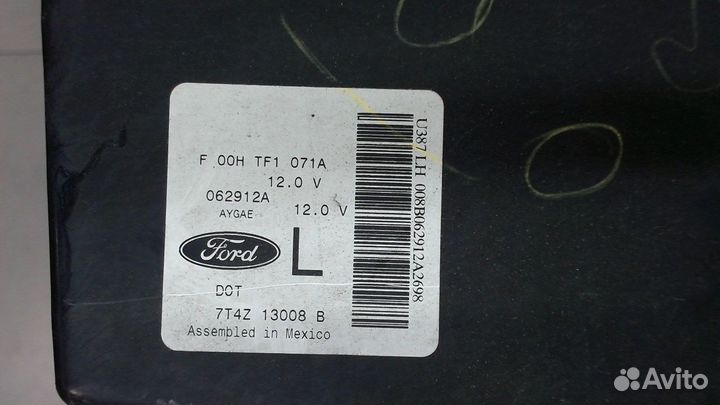 F 00H TF1 071A
12.0 V
062912A
12.0 V
AYGAE
Ford
L
DOT
7T4Z 13008 B
Assembled in Mexico
U387 LH 008B062912A2698
Avito